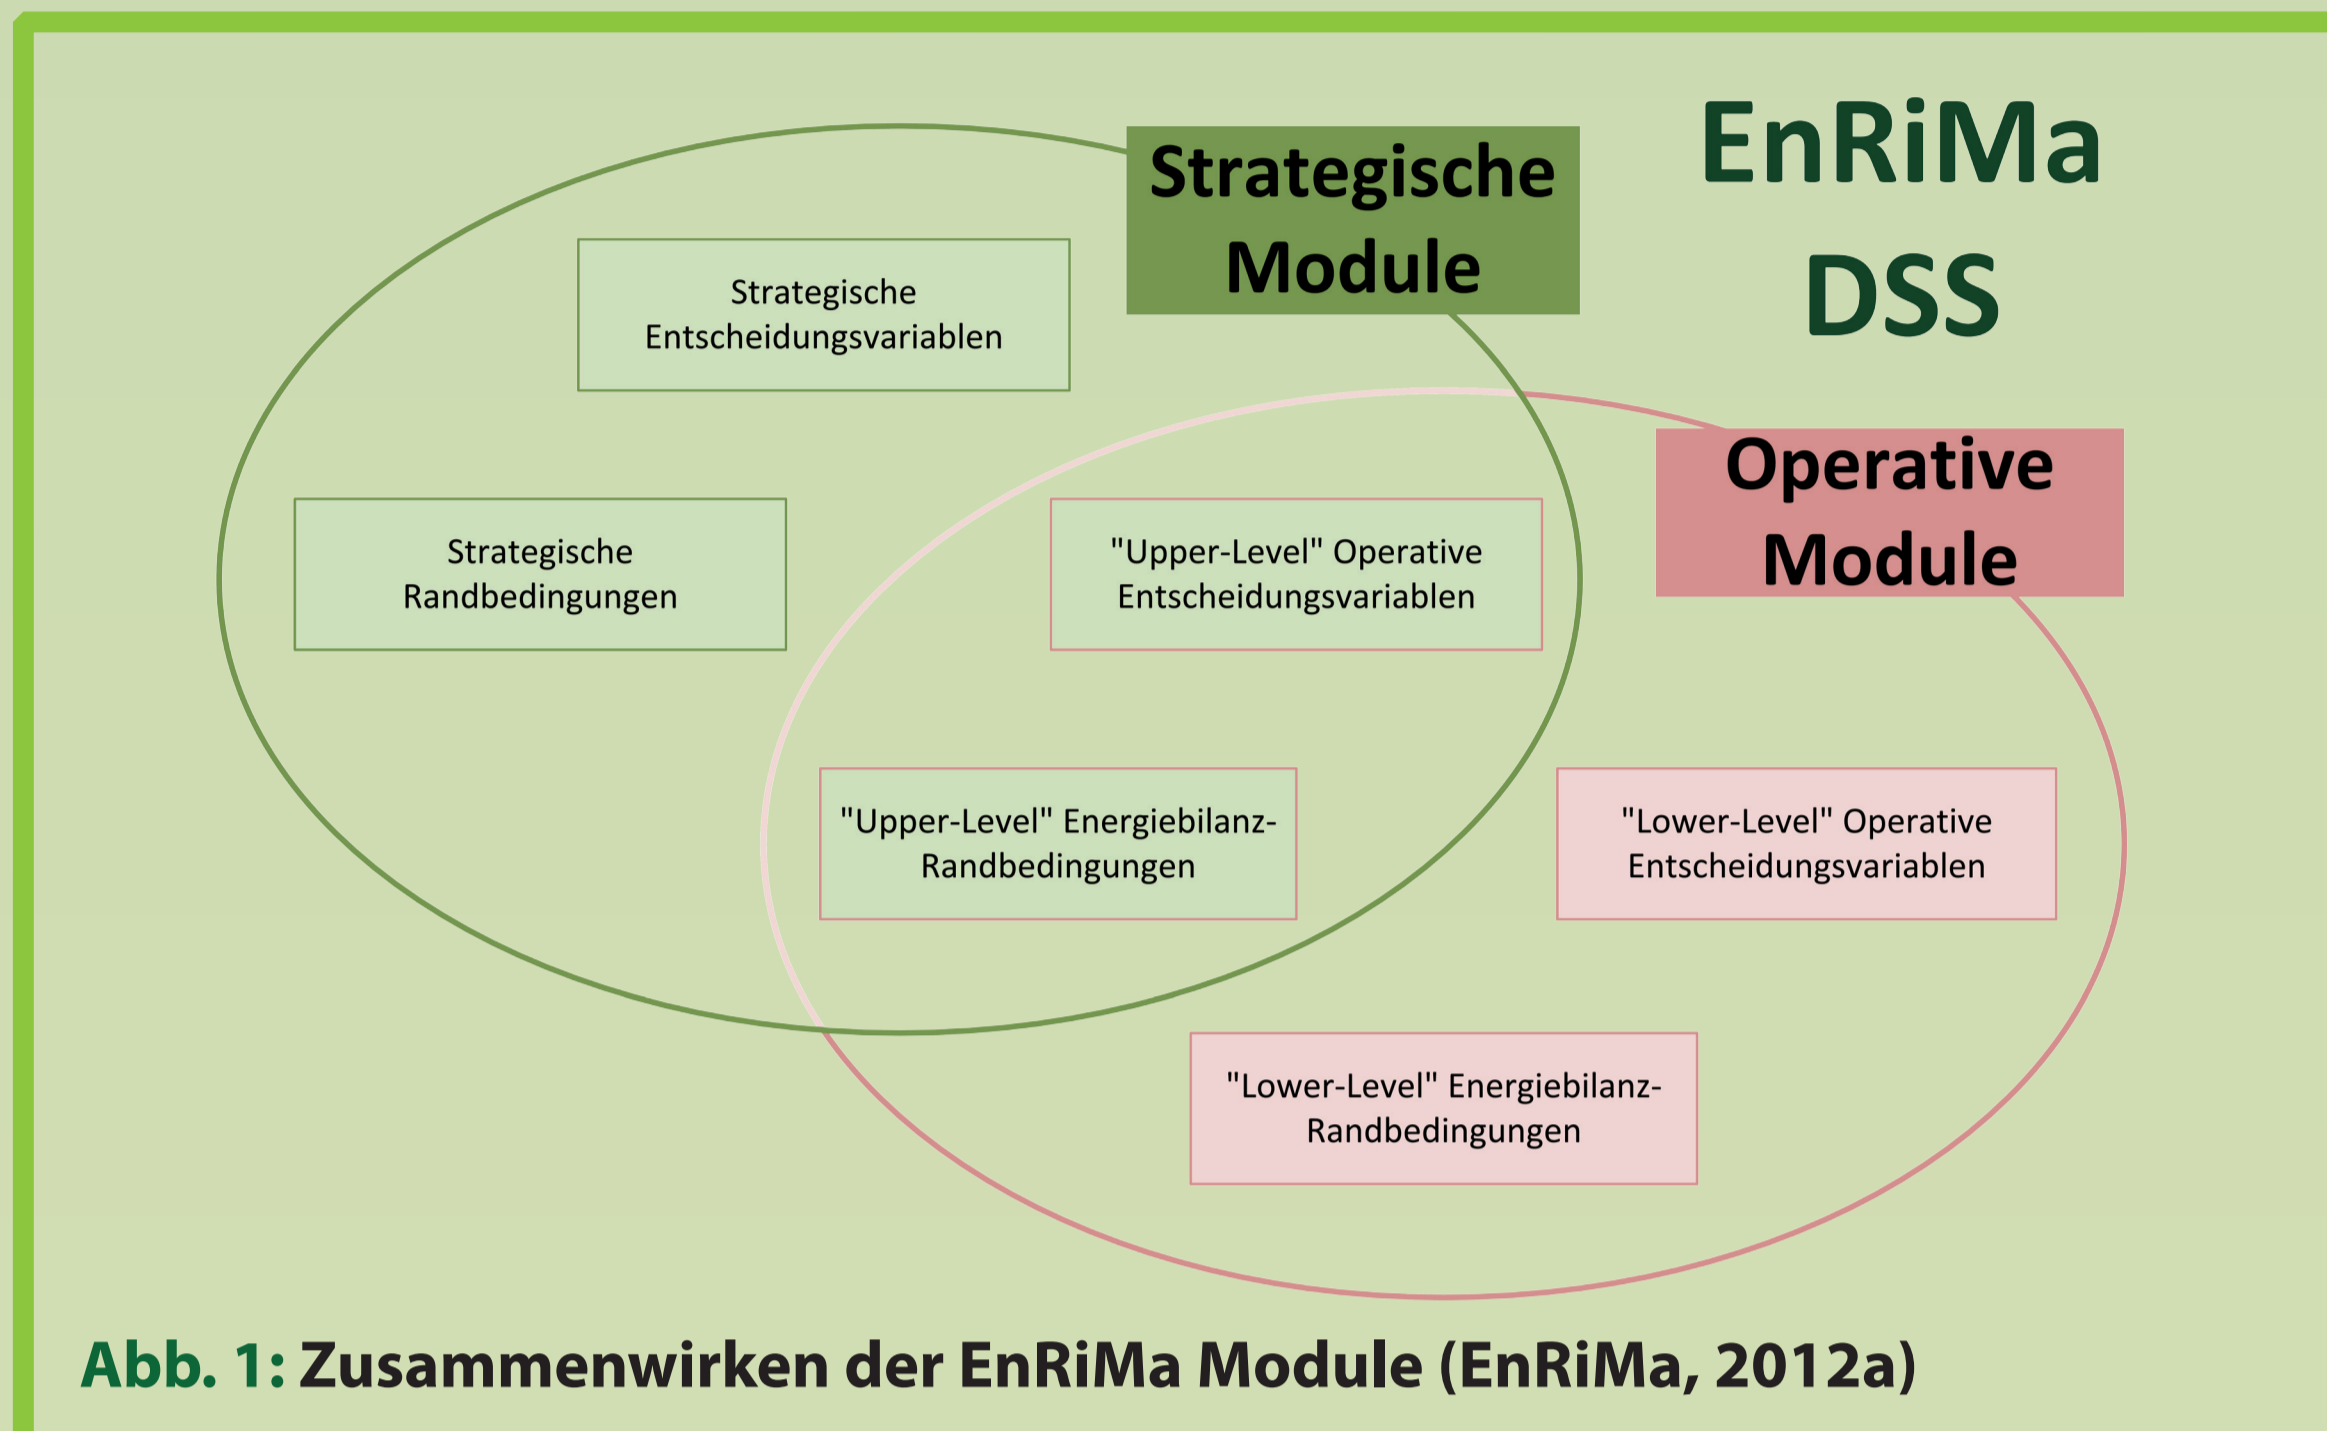 EnRiMa
DSS
Strategische
Module
Strategische
Entscheidungsvariablen
Operative
Module
Strategische
Randbedingungen
"Upper-Level" Operative
Entscheidungsvariablen
"Upper-Level" Energiebilanz-
Randbedingungen
"Lower-Level" Operative
Entscheidungsvariablen
"Lower-Level" Energiebilanz-
Randbedingungen
Abb. 1: Zusammenwirken der EnRiMa Module (EnRiMa, 2012a)